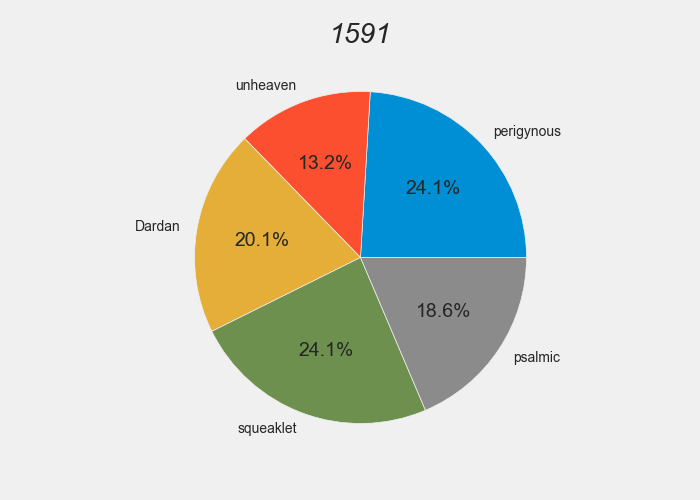 1591
unheaven
perigynous
13.2%
24.1%
Dardan
20.1%
18.6%
24.1%
psalmic
squeaklet